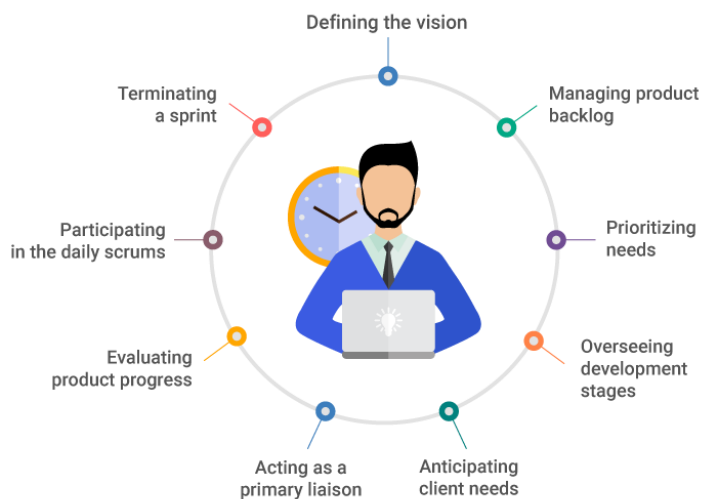 Defining the vision
Managing product
backlog
Prioritizing
needs
Overseeing
development
stages
Anticipating
client needs
Acting as a
primary liaison
Evaluating
product progress
Participating
in the daily scrums
Terminating
a sprint